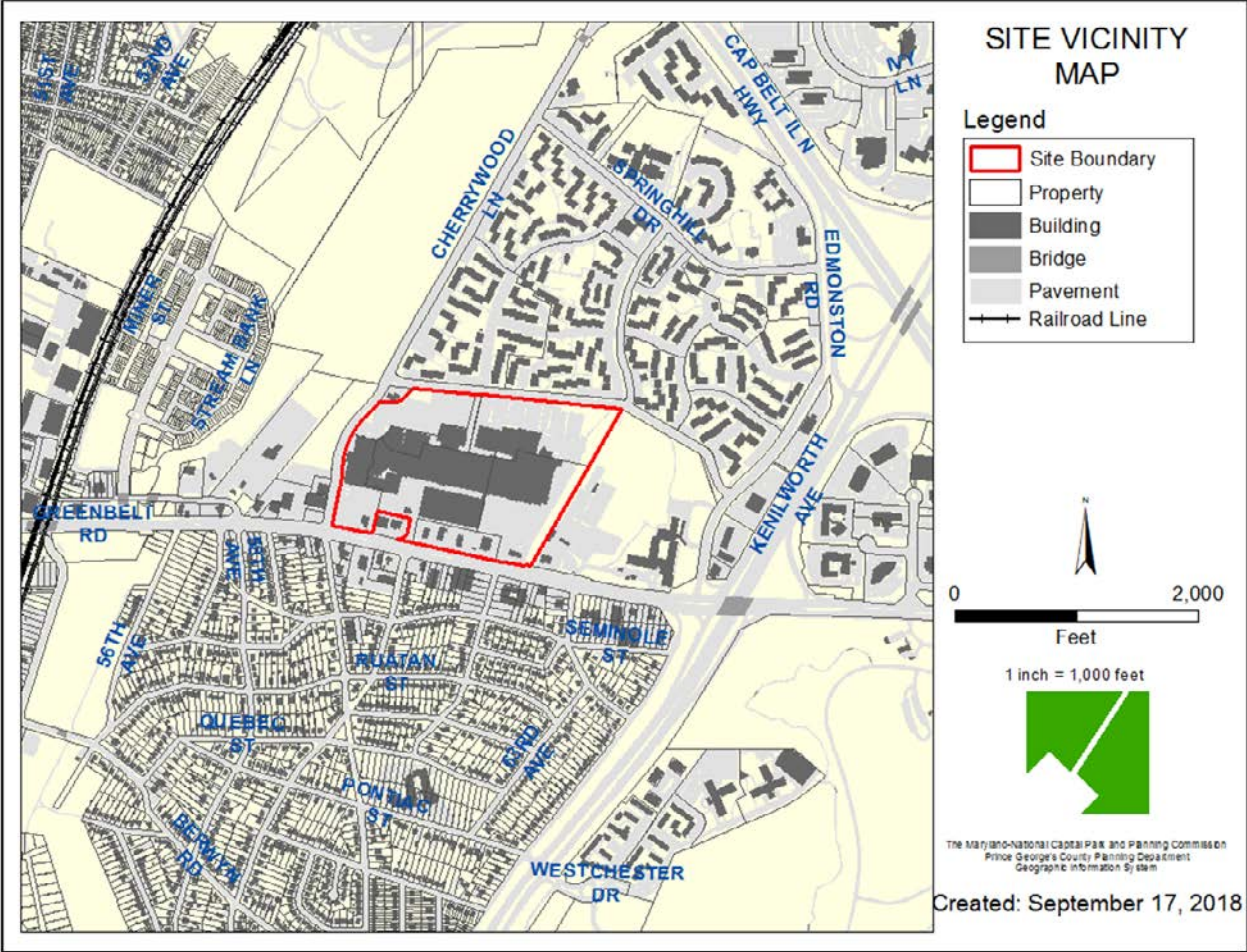 SITE VICINITY
MAP
Legend
Site Boundary
Property
Building
Bridge
Pavement
Railroad Line
N
0
2,000
Feet
1 inch = 1,000 feet
The Maryland-National Capital Park and Planning Commission
Prince George's County Planning Department
Geographic Information System
Created: September 17, 2018
51ST
AVE
52ND
AVE
CAP BELT IL N
HWY
IVY
LN
CHERRYWOOD
LN
SPRINGHILL
DR
EDMONSTON
RD
MINER
ST
STREAM BANK
LN
KENILWORTH
AVE
GREENBELT
RD
AVE
56TH
AVE
SEMINOLE
ST
RUATAN
ST
QUEBEC
ST
63RD
AVE
PONTIAC
ST
BERWYN
RD
WESTCHESTER
DR